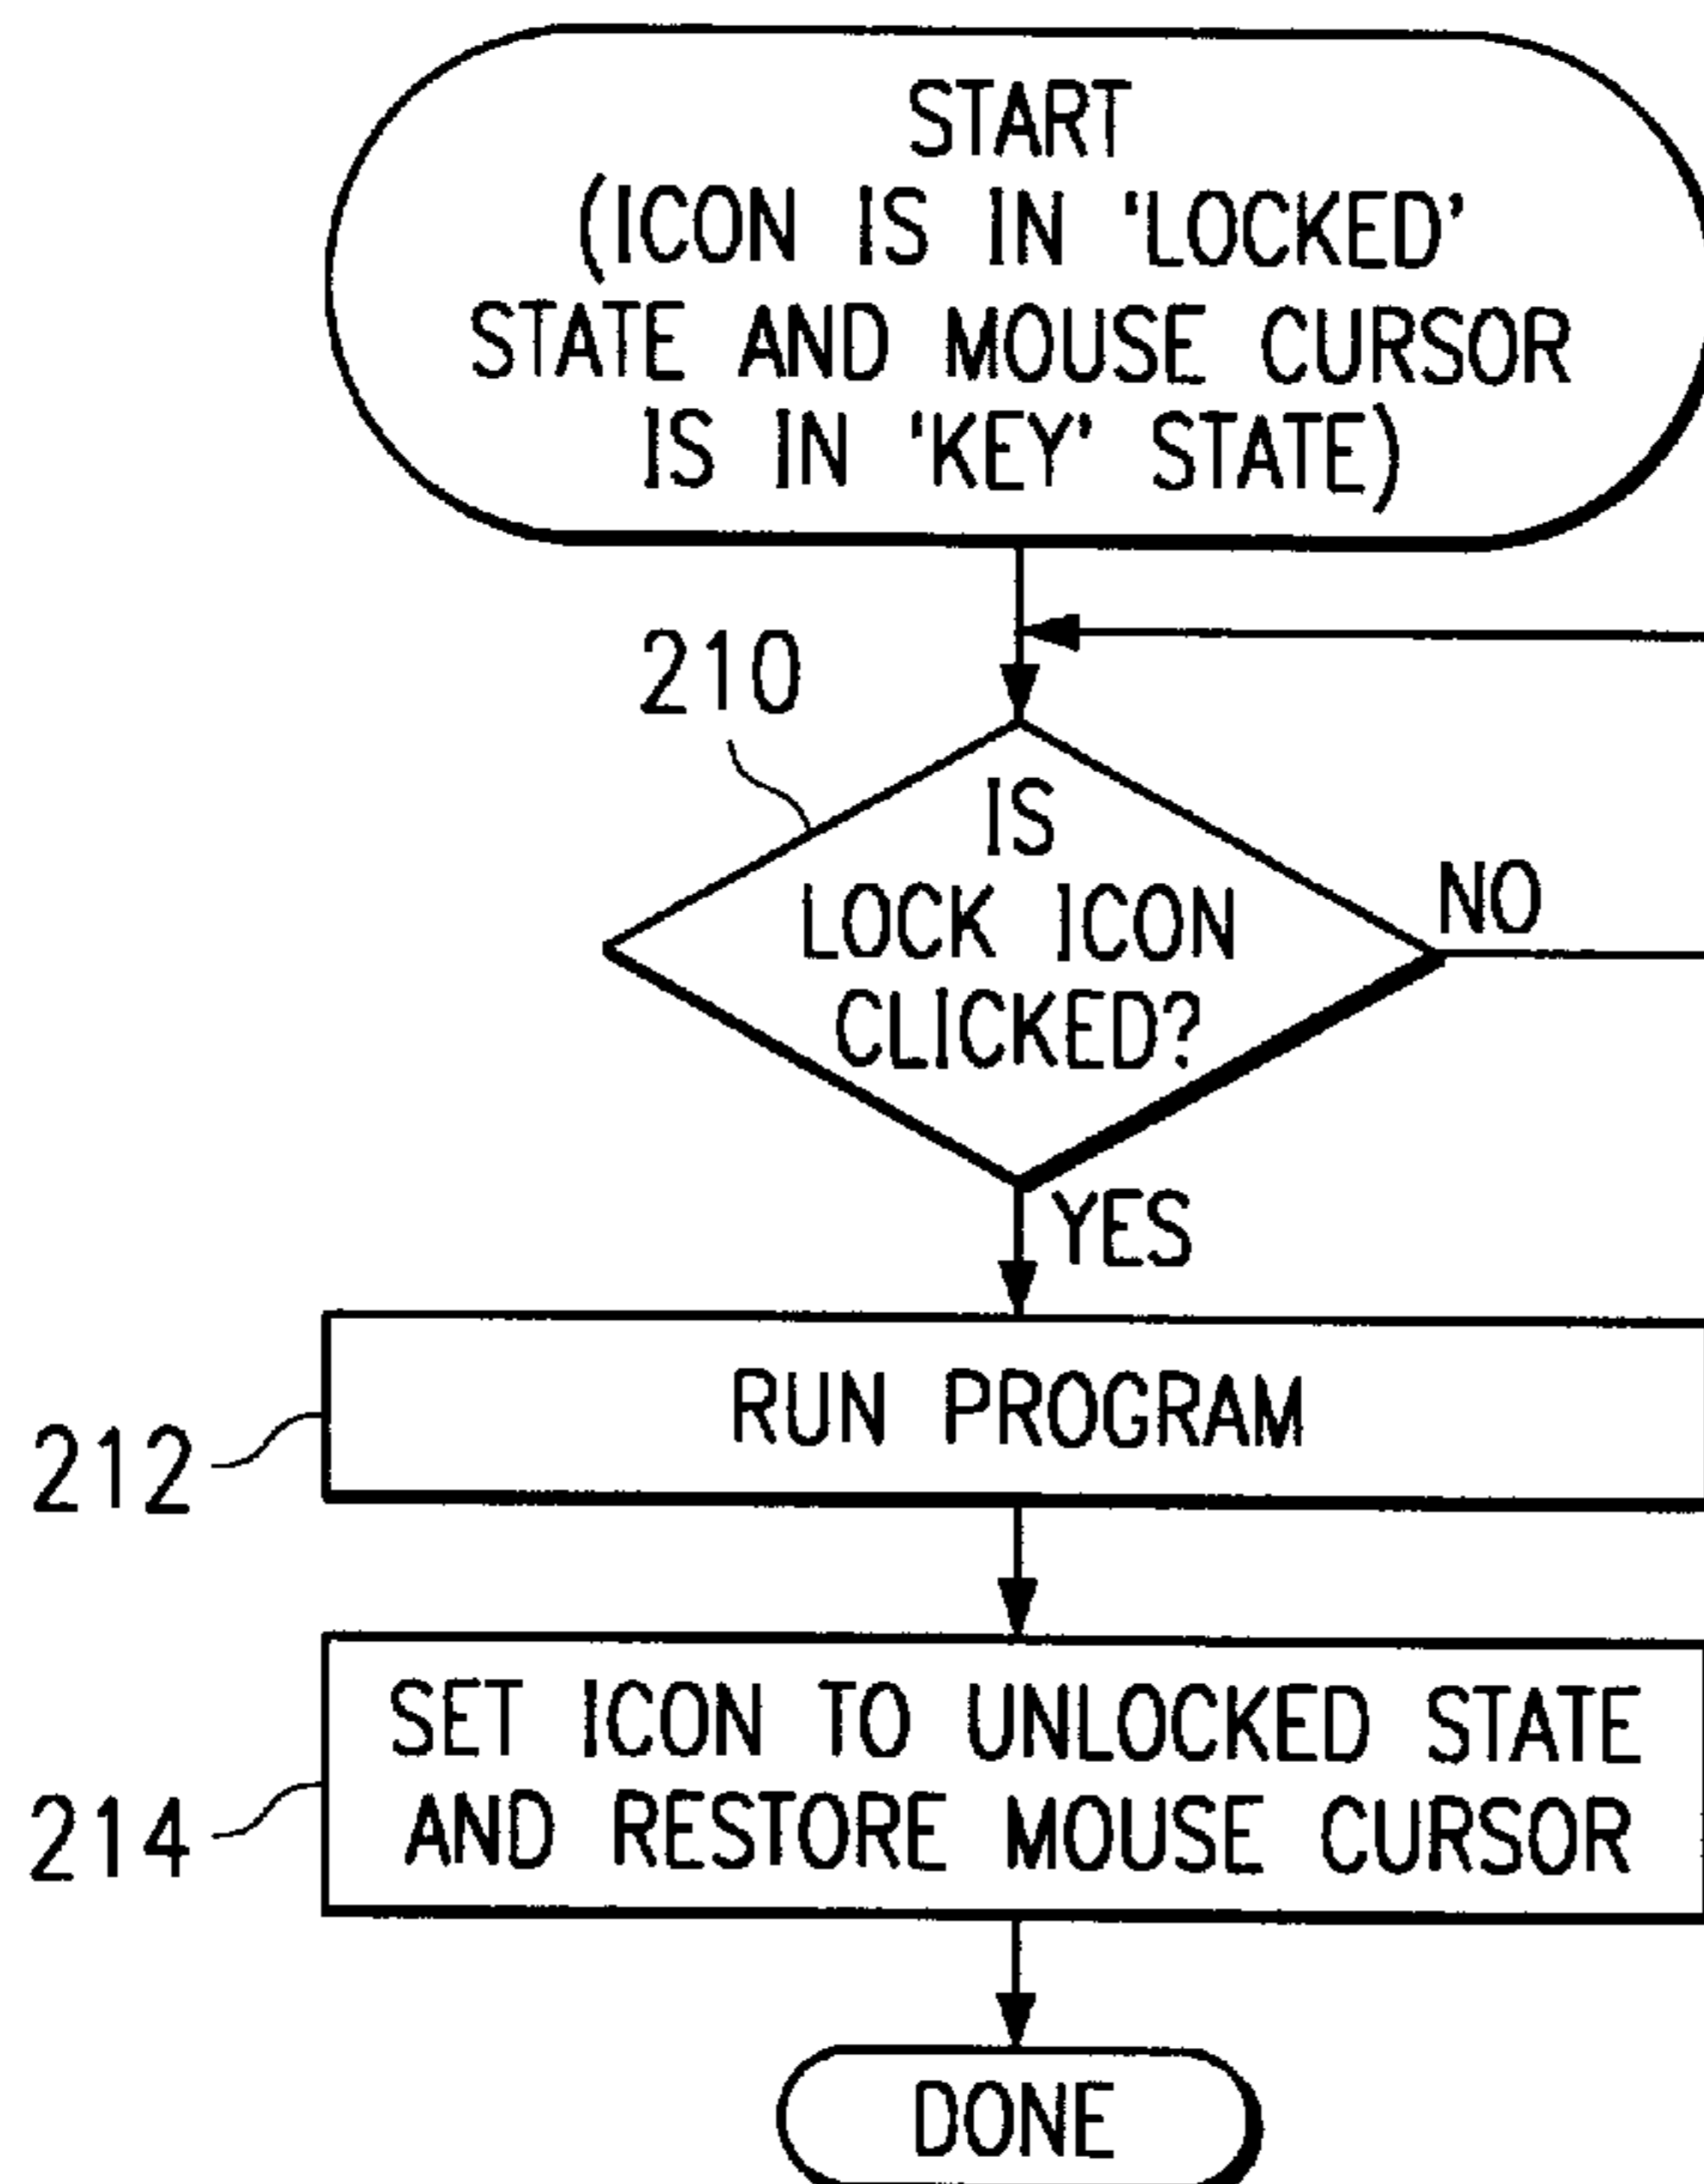 START
(ICON IS IN 'LOCKED'
STATE AND MOUSE CURSOR
IS IN 'KEY' STATE)
210
IS
LOCK ICON
CLICKED?
NO
YES
RUN PROGRAM
212
SET ICON TO UNLOCKED STATE
AND RESTORE MOUSE CURSOR
214
DONE